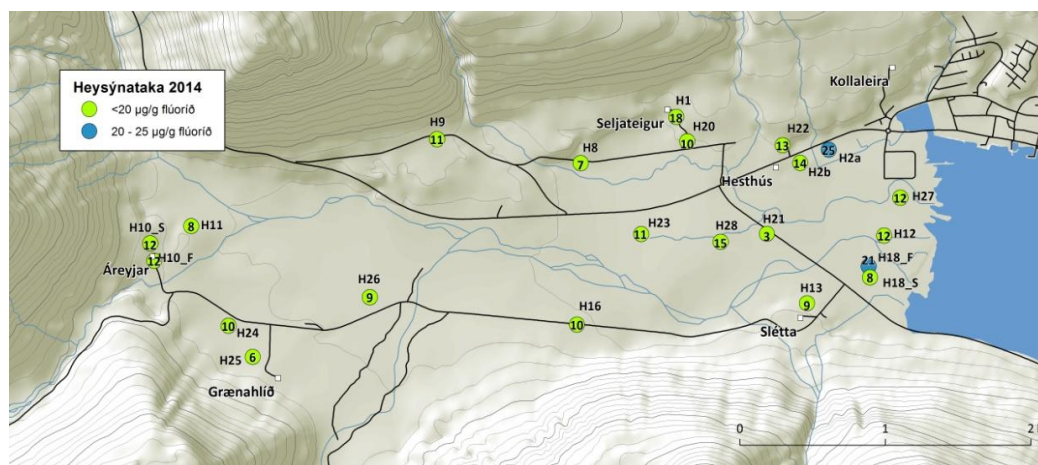 Heysýnataka 2014
<20 µg/g flúoríð
20 - 25 µg/g flúoríð
Kollaleira
H1
18
Seljateigur
H20
10
H9
11
H8
7
H22
13
14
H2b
25
H2a
Hesthús
12
H27
H10_S
12
8
H11
H10_F
12
Áreyjar
H23
11
H28
15
H21
3
12
H12
21
H18_F
8
H18_S
H26
9
H16
10
H13
9
Slétta
10
H24
H25
6
Grænahlíð
0
1
2